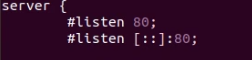 server {
        #listen 80;
        #listen [::]:80;